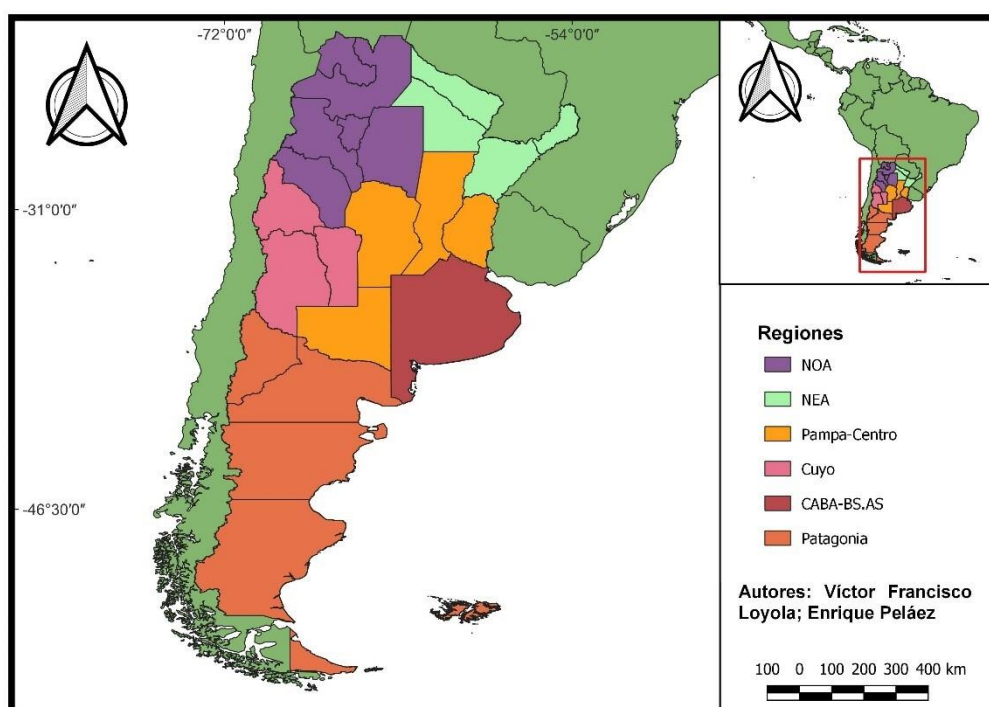 -72°0'0"
-54°0'0"
-31°0'0"
-46°30'0"
Regiones
NOA
NEA
Pampa-Centro
Cuyo
CABA-BS.AS
Patagonia
Autores: Víctor Francisco
Loyola; Enrique Peláez
100 0 100 200 300 400 km